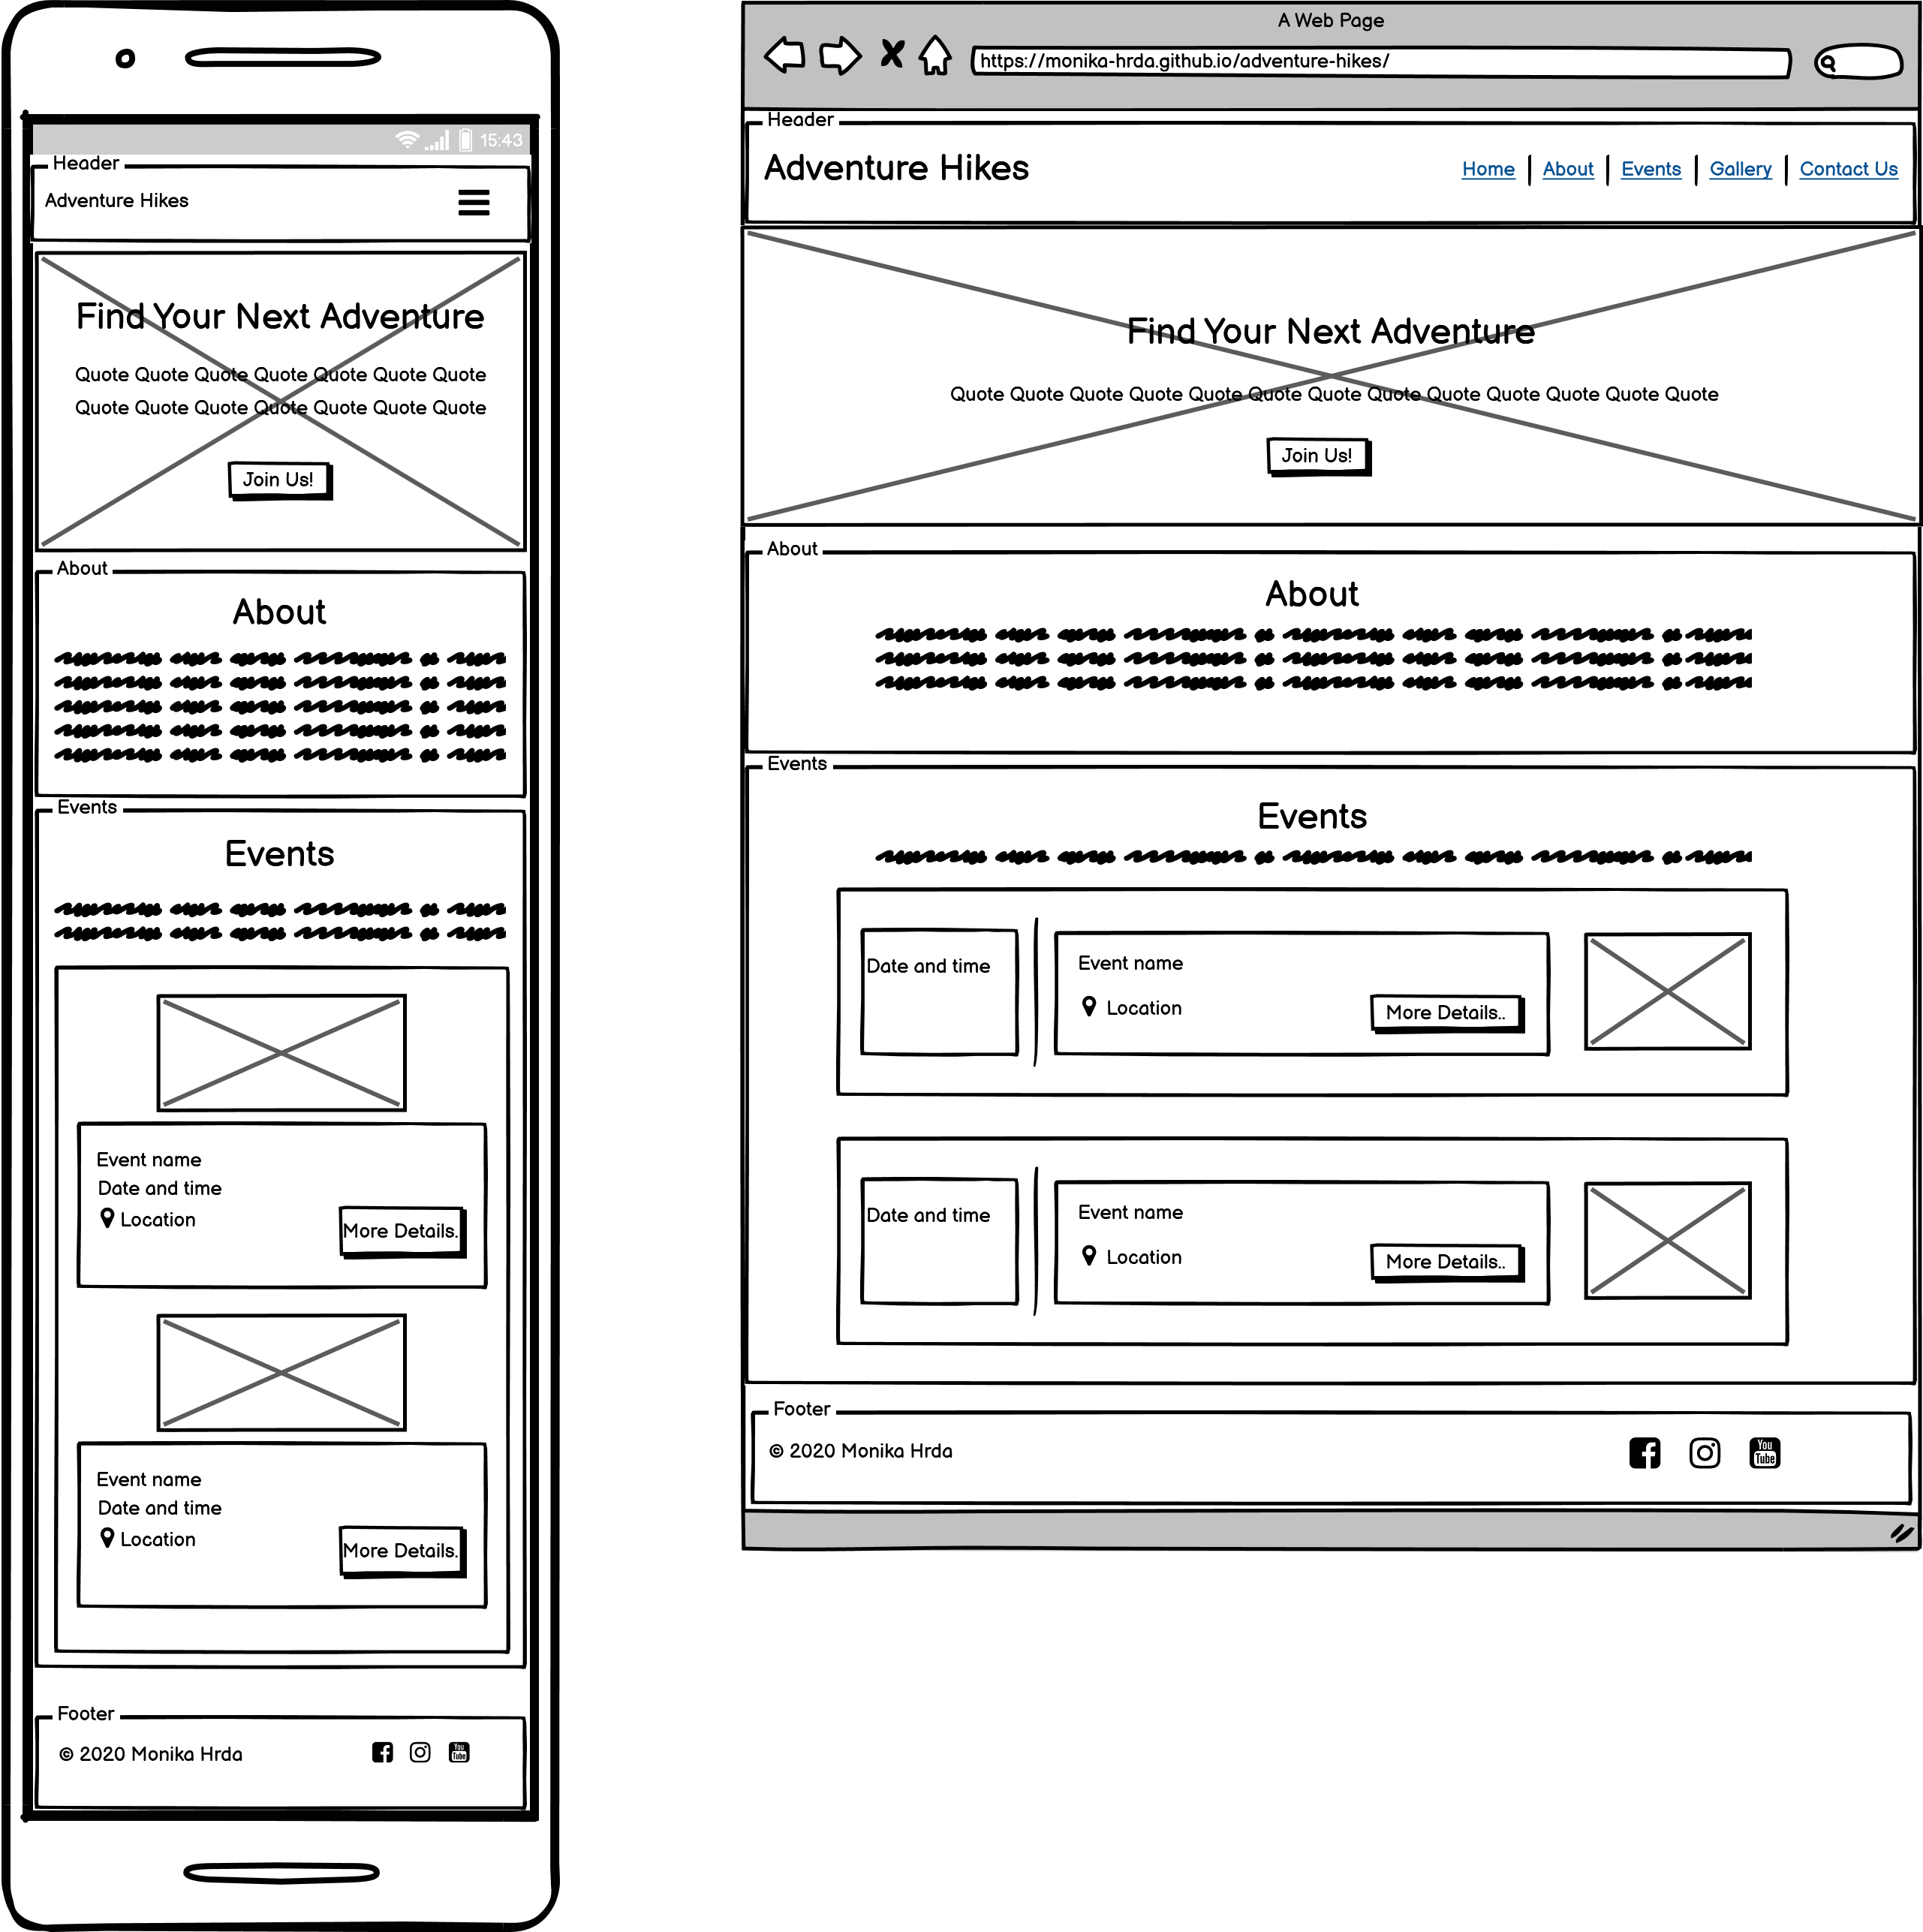 15:43
Header
Adventure Hikes
Find Your Next Adventure
Quote Quote Quote Quote Quote Quote Quote
Quote Quote Quote Quote Quote Quote Quote
Join Us!
About
About
Events
Events
Event name
Date and time
Location
More Details.
Event name
Date and time
Location
More Details.
Footer
© 2020 Monika Hrda
You
Tube
A Web Page
https://monika-hrda.github.io/adventure-hikes/
Header
Adventure Hikes
Home About Events Gallery Contact Us
Find Your Next Adventure
Quote Quote Quote Quote Quote Quote Quote Quote Quote Quote Quote Quote Quote
Join Us!
About
About
Events
Events
Date and time
Event name
Location
More Details..
Date and time
Event name
Location
More Details..
Footer
© 2020 Monika Hrda
You
Tube